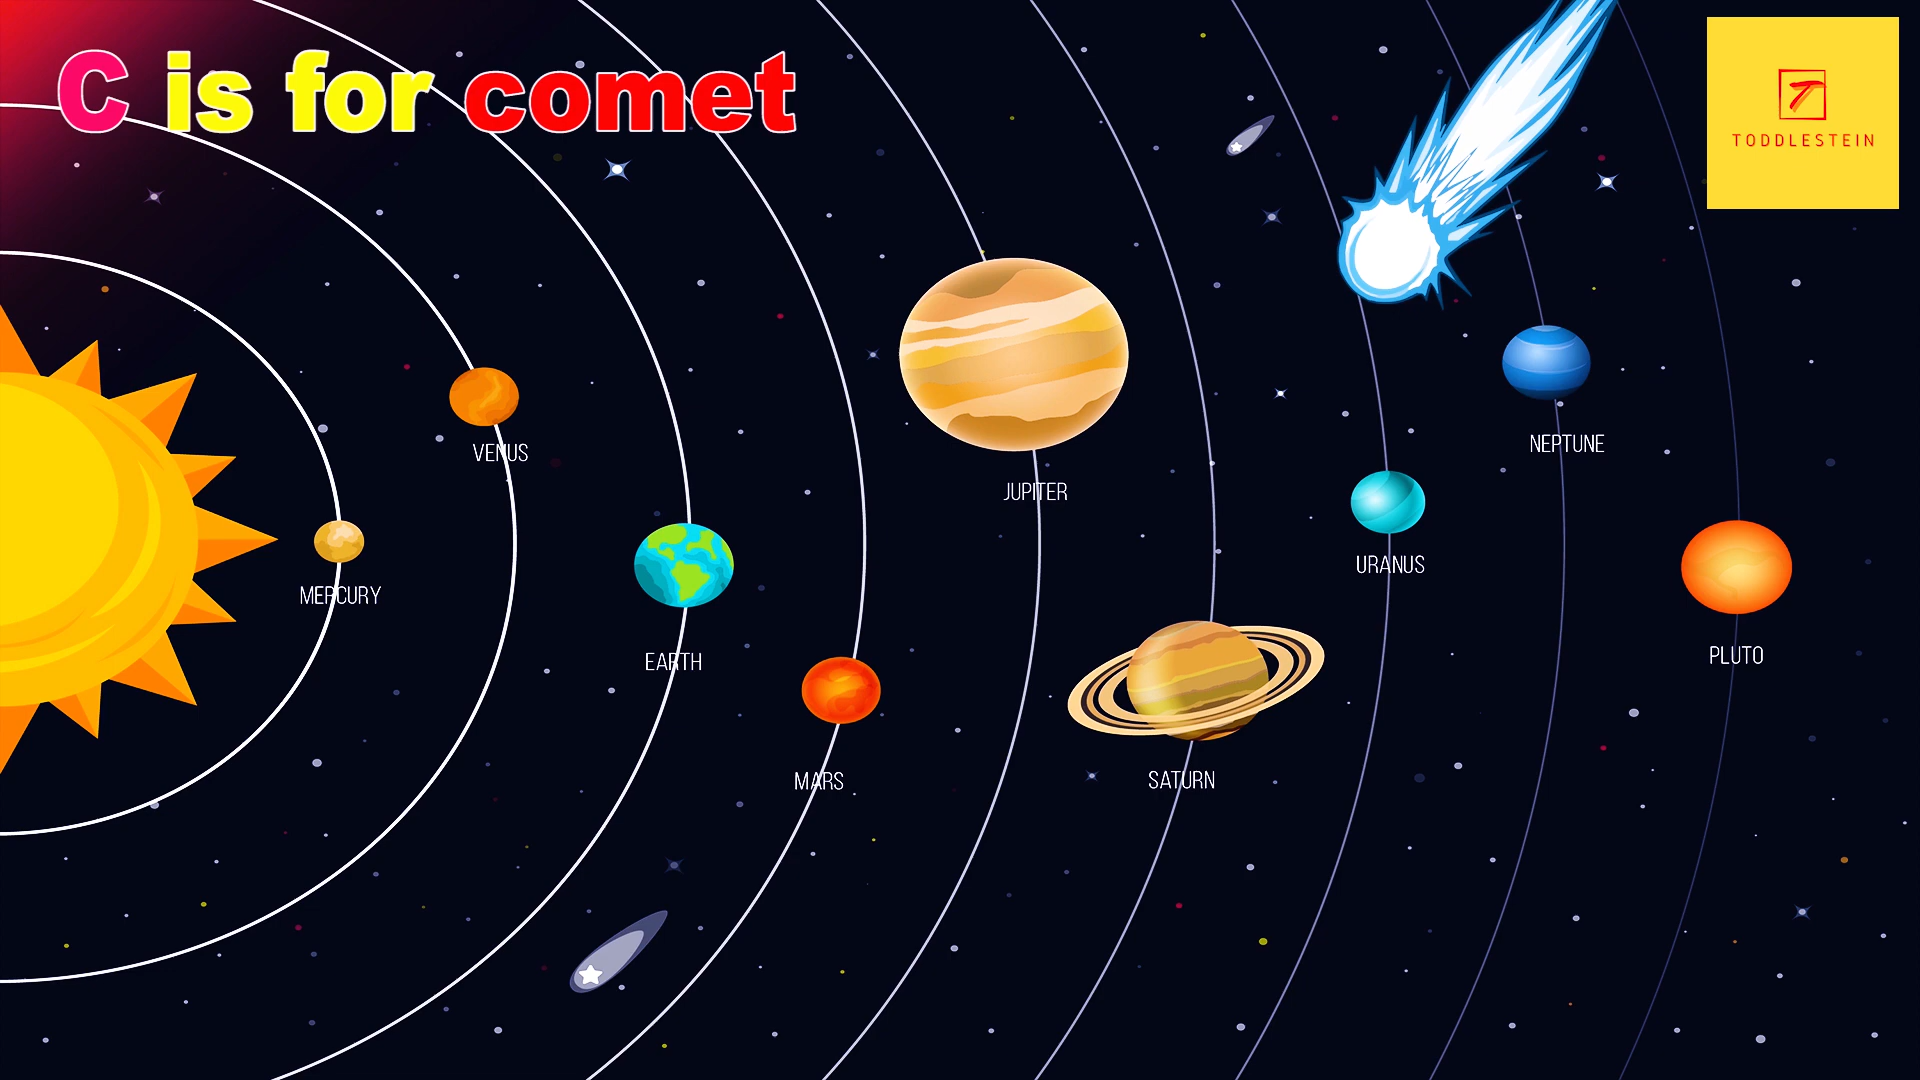 C is for comet
TODDLESTEIN
VENUS
MERCURY
EARTH
MARS
JUPITER
SATURN
URANUS
NEPTUNE
PLUTO